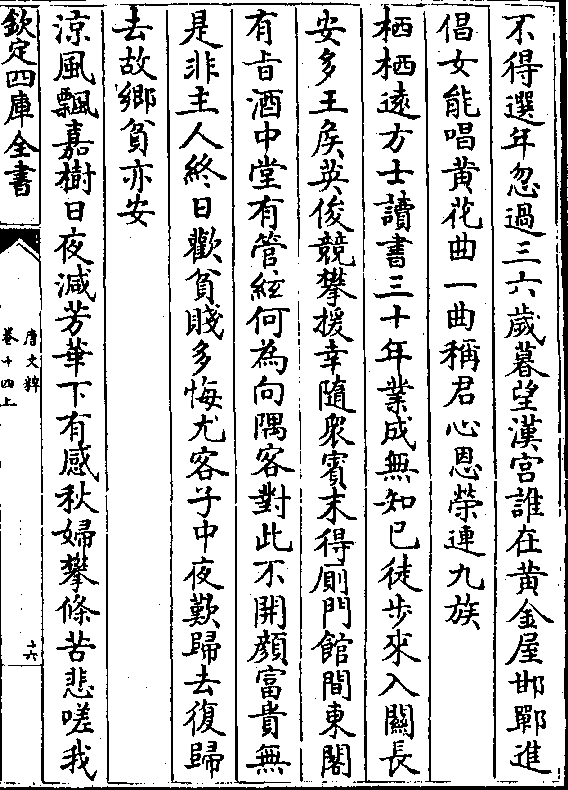 不得選年忽過三六歲暮望漢宮誰在黄金屋邯鄲進
倡女能唱黄花曲一曲稱君心恩榮連九族
栖栖遠方士讀書三十年業成無知已徒步來入關長
安多王侯英俊競攀援幸隨衆賓末得厠門館間東閣
有旨酒中堂有管絃何為向隅客對此不開顔富貴無
是非主人終日歡貧賤多悔尤客子中夜歎歸去復歸
去故鄉貧亦安
涼風飄嘉樹日夜減芳華下有感秋婦攀條苦悲嗟我
欽定四庫全書
唐文粹
卷十四上
十六